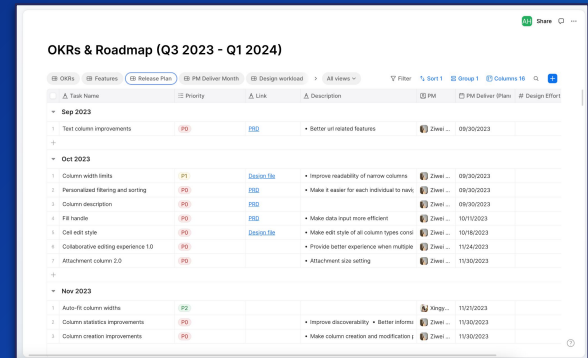 AH Share
OKRs & Roadmap (Q3 2023 - Q1 2024)
OKRs Features Release Plan PM Deliver Month Design workload All views Filter Sort 1 Group 1 Columns 16
Task Name Priority Link Description PM PM Deliver (Plan Design Effort
Sep 2023
1 Text column improvements P0 PRD • Better url related features Ziwei ... 09/30/2023
Oct 2023
1 Column width limits P1 Design file • Improve readability of narrow columns Ziwei ... 09/30/2023
2 Personalized filtering and sorting P0 PRD • Make it easier for each individual to navi Ziwei ... 09/30/2023
3 Column description P0 PRD Ziwei ... 09/30/2023
4 Fill handle P0 PRD • Make data input more efficient Ziwei ... 10/11/2023
5 Cell edit style P0 Design file • Make edit style of all column types consi Ziwei ... 10/18/2023
6 Collaborative editing experience 1.0 P0 • Provide better experience when multiple Ziwei ... 11/24/2023
7 Attachment column 2.0 P0 • Attachment size setting Ziwei ... 11/30/2023
Nov 2023
1 Auto-fit column widths P2 Xingy... 11/21/2023
2 Column statistics improvements P0 • Improve discoverability • Better informa Ziwei ... 11/30/2023
3 Column creation improvements P0 • Make column creation and modification p Ziwei ... 11/30/2023